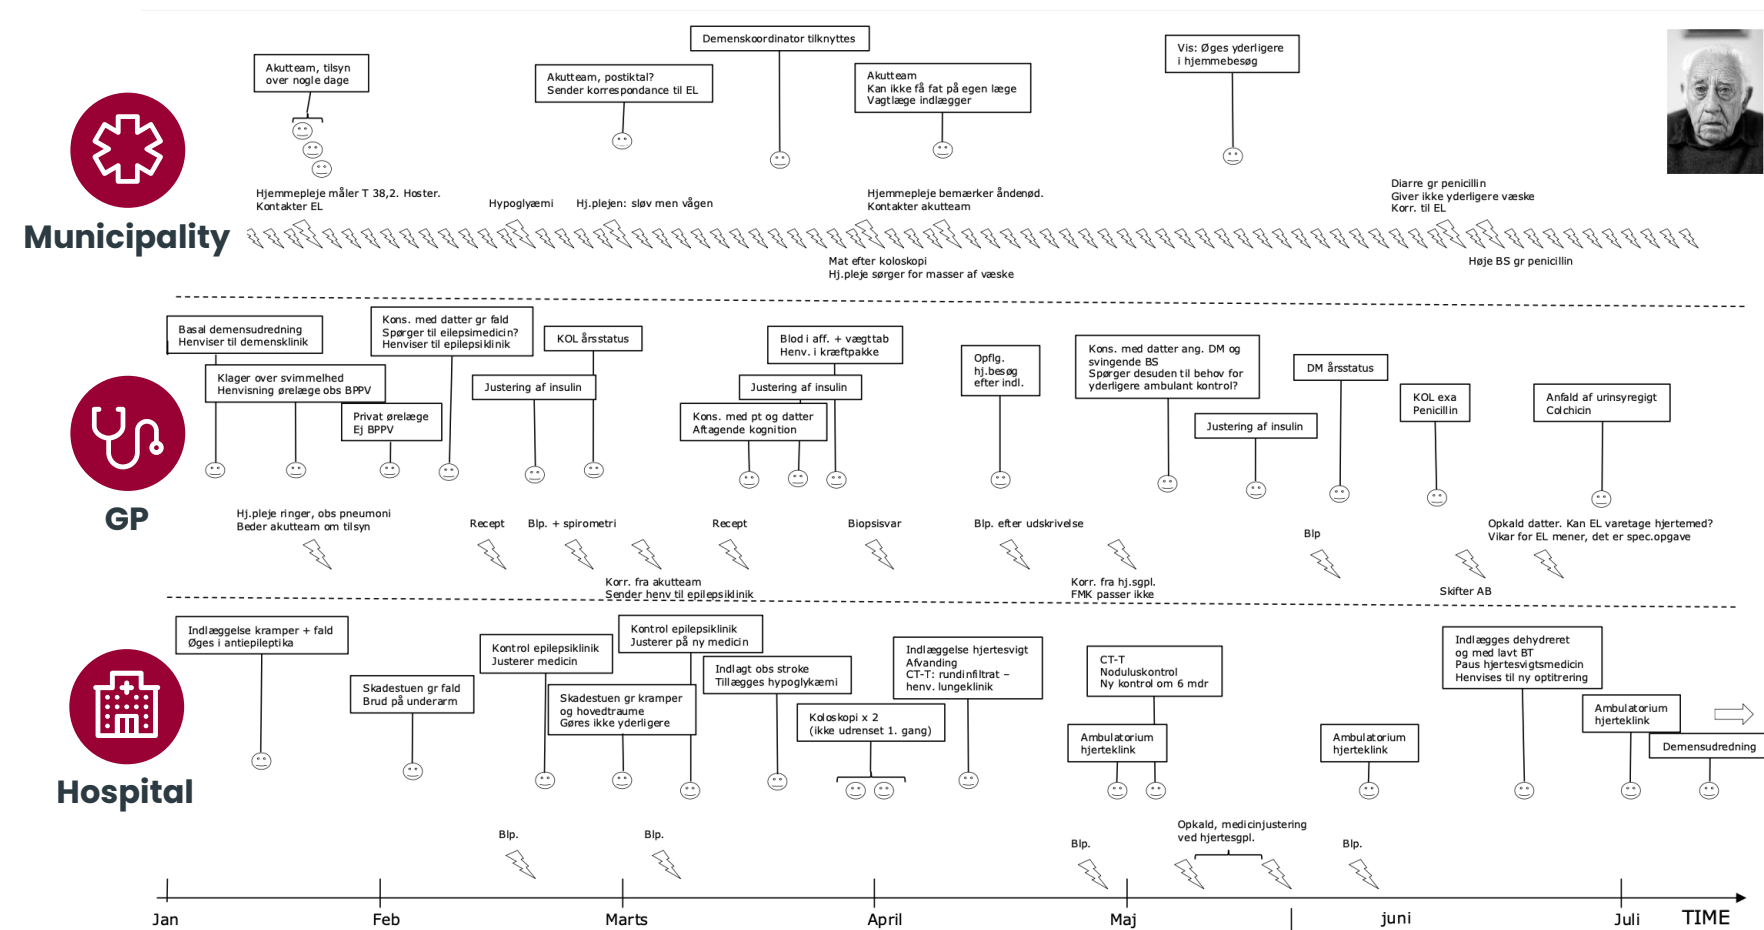 Demenskoordinator tilknyttes
Akutteam, tilsyn
over nogle dage
Akutteam, postiktal?
Sender korrespondance til EL
Akutteam
Kan ikke få fat på egen læge
Vagtlæge indlægger
Vis: Øges yderligere
i hjemmebesøg
Hjemmepleje måler T 38,2. Hoster.
Kontakter EL
Hypoglyæmi
Hj.plejen: sløv men vågen
Hjemmepleje bemærker åndenød.
Kontakter akutteam
Diarre gr penicillin
Giver ikke yderligere væske
Korr. til EL
Municipality
Mat efter koloskopi
Hj.pleje sørger for masser af væske
Høje BS gr penicillin
Basal demensudredning
Henviser til demensklinik
Klager over svimmelhed
Henvisning ørelæge obs BPPV
Privat ørelæge
Ej BPPV
Kons. med datter gr fald
Spørger til eilepsimedicin?
Henviser til epilepsiklinik
KOL årsstatus
Justering af insulin
Blod i aff. + vægttab
Henv. i kræftpakke
Justering af insulin
Kons. med pt og datter
Aftagende kognition
Opflg.
hj.besøg
efter indl.
Kons. med datter ang. DM og
svingende BS
Spørger desuden til behov for
yderligere ambulant kontrol?
Justering af insulin
DM årsstatus
KOL exa
Penicillin
Anfald af urinsyregigt
Colchicin
GP
Hj.pleje ringer, obs pneumoni
Beder akutteam om tilsyn
Recept
Blp. + spirometri
Recept
Biopsisvar
Blp. efter udskrivelse
Blp
Opkald datter. Kan EL varetage hjertemed?
Vikar for EL mener, det er spec.opgave
Korr. fra akutteam
Sender henv til epilepsiklinik
Korr. fra hj.sgpl.
FMK passer ikke
Skifter AB
Indlæggelse kramper + fald
Øges i antiepileptika
Skadestuen gr fald
Brud på underarm
Kontrol epilepsiklinik
Justerer medicin
Skadestuen gr kramper
og hovedtraume
Gøres ikke yderligere
Kontrol epilepsiklinik
Justerer på ny medicin
Indlagt obs stroke
Tillægges hypoglykæmi
Koloskopi x 2
(ikke udrenset 1. gang)
Indlæggelse hjertesvigt
Afvanding
CT-T: rundinfiltrat –
henv. lungeklinik
CT-T
Noduluskontrol
Ny kontrol om 6 mdr
Ambulatorium
hjerteklink
Ambulatorium
hjerteklink
Indlægges dehydreret
og med lavt BT
Paus hjertesvigtsmedicin
Henvises til ny optitrering
Ambulatorium
hjerteklink
Demensudredning
Hospital
Blp.
Blp.
Blp.
Opkald, medicinjustering
ved hjertesgpl.
Blp.
Jan
Feb
Marts
April
Maj
juni
Juli
TIME